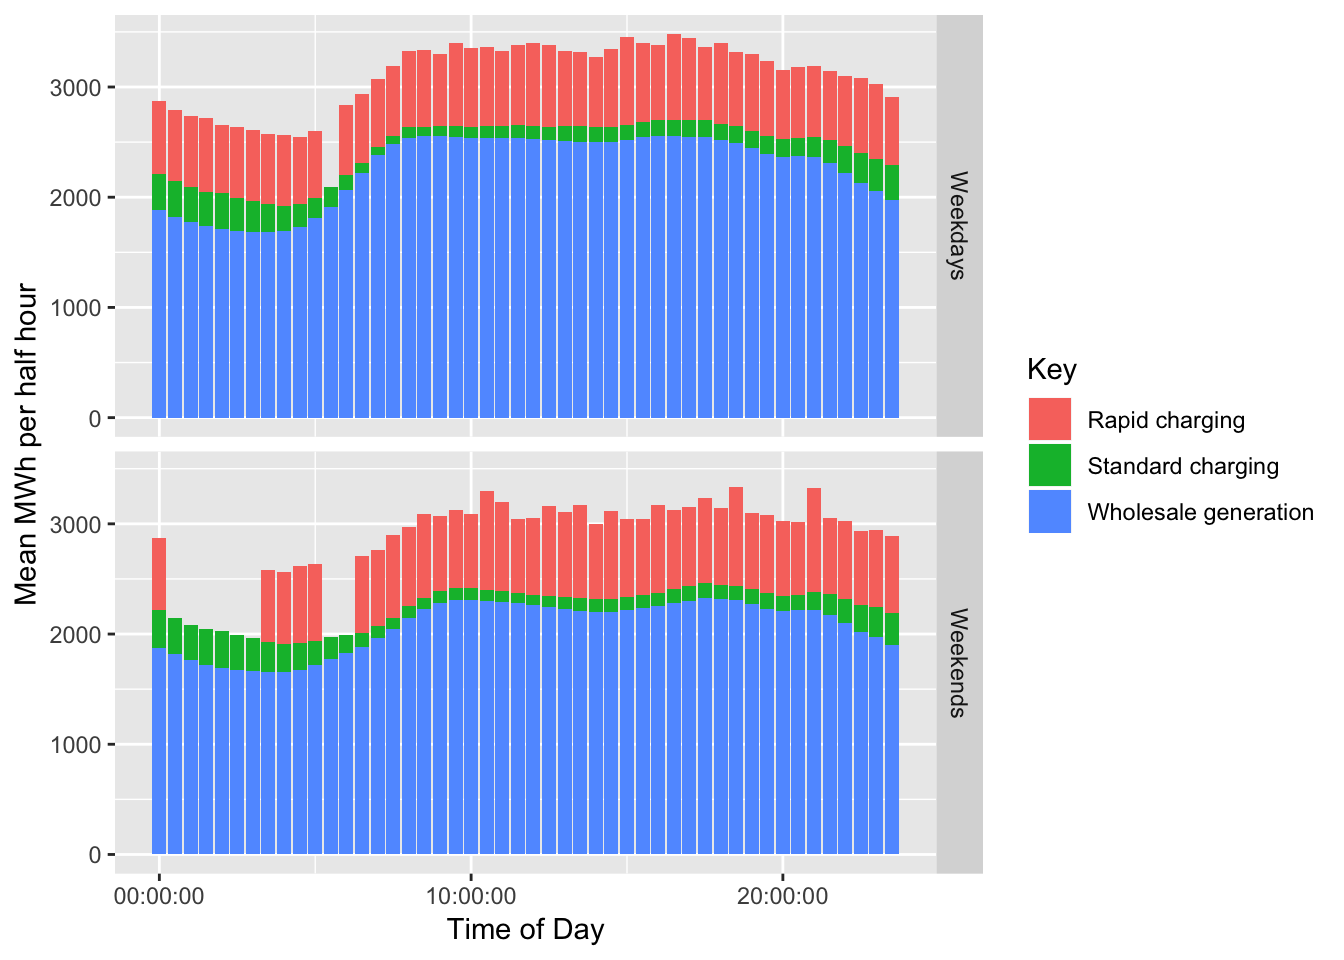 Mean MWh per half hour
3000
2000
1000
0
Weekdays
3000
2000
1000
0
Weekends
00:00:00
10:00:00
20:00:00
Time of Day
Key
Rapid charging
Standard charging
Wholesale generation